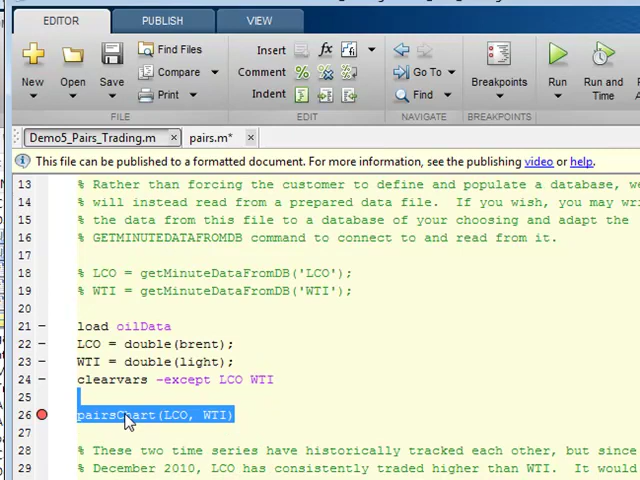 EDITOR PUBLISH VIEW
Find Files Insert fx
Compare Comment Go To
New Open Save Print Indent Find Breakpoints Run Run and
Time
FILE EDIT NAVIGATE BREAKPOINTS
Demo5_Pairs_Trading.m × pairs.m* ×
This file can be published to a formatted document. For more information, see the publishing video or help.
13 % Rather than forcing the customer to define and populate a database, we
14 % will instead read from a prepared data file. If you wish, you may
15 % the data from this file to a database of your choosing and adapt the
16 % GETMINUTEDATAFROMDB command to connect to and read from it.
17
18 % LCO = getMinuteDataFromDB('LCO');
19 % WTI = getMinuteDataFromDB('WTI');
20
21 – load oilData
22 – LCO = double(brent);
23 – WTI = double(light);
24 – clearvars -except LCO WTI
25
26 pairsChart(LCO, WTI)
27
28 % These two time series have historically tracked each other, but since
29 % December 2010, LCO has consistently traded higher than WTI. It would